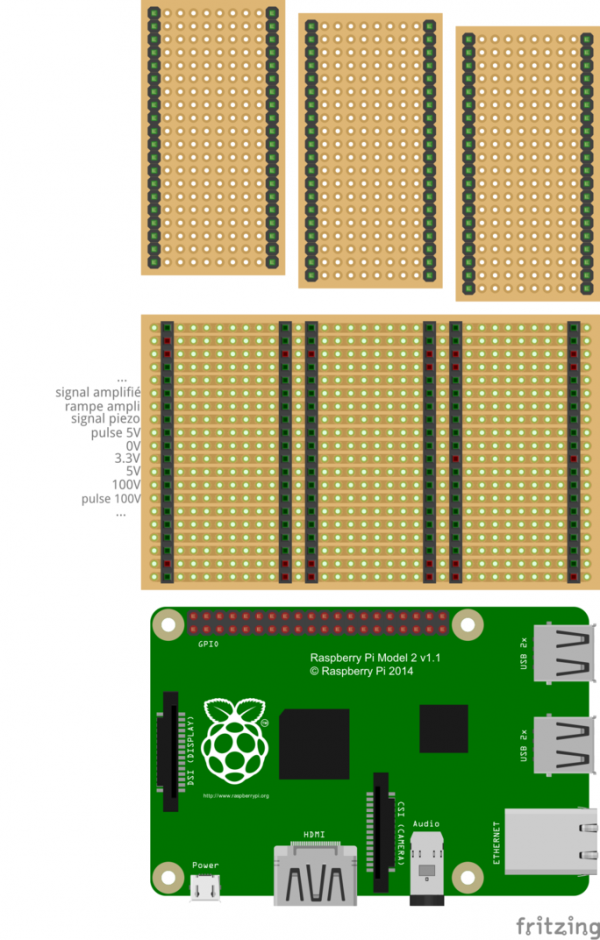 ...
signal amplifié
rampe ampli
signal piezo
pulse 5V
0V
3.3V
5V
100V
pulse 100V
...
GPIO
Raspberry Pi Model 2 v1.1
© Raspberry Pi 2014
USB 2x
DSI (DISPLAY)
http://www.raspberrypi.org
USB 2x
HDMI
CSI (CAMERA)
Audio
ETHERNET
Power
fritzing